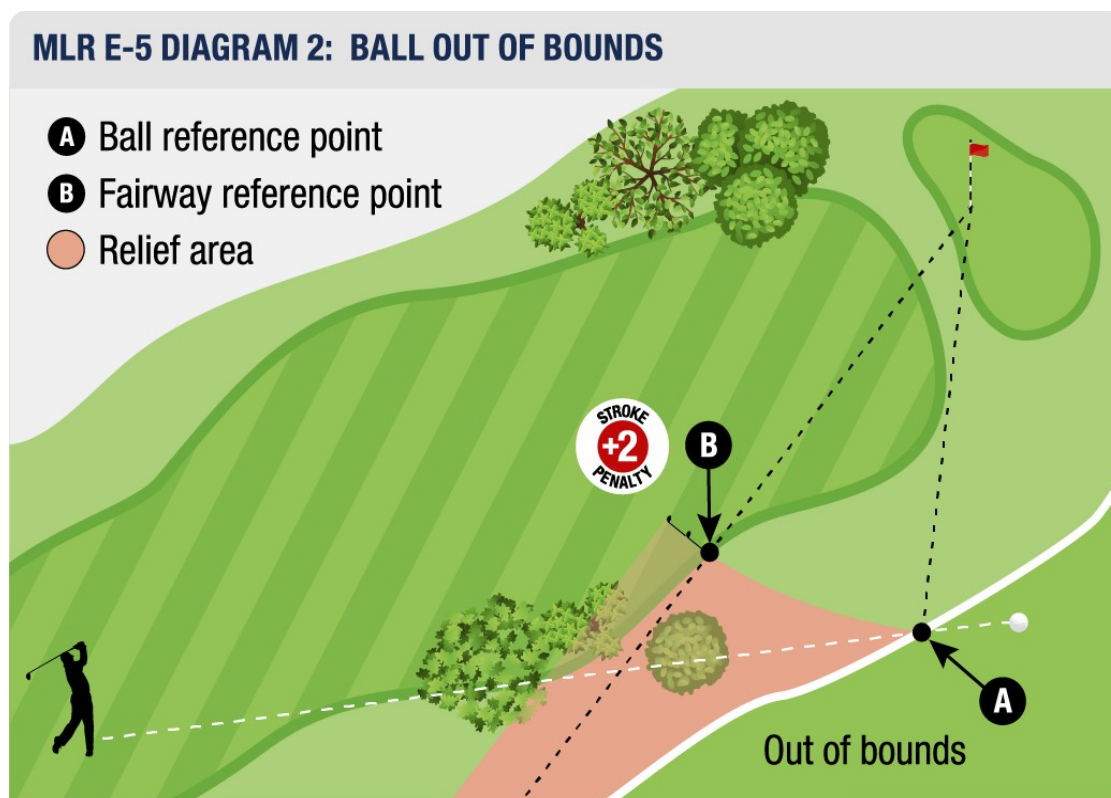 MLR E-5 DIAGRAM 2: BALL OUT OF BOUNDS
A Ball reference point
B Fairway reference point
Relief area
STROKE
+2
PENALTY
B
A
Out of bounds